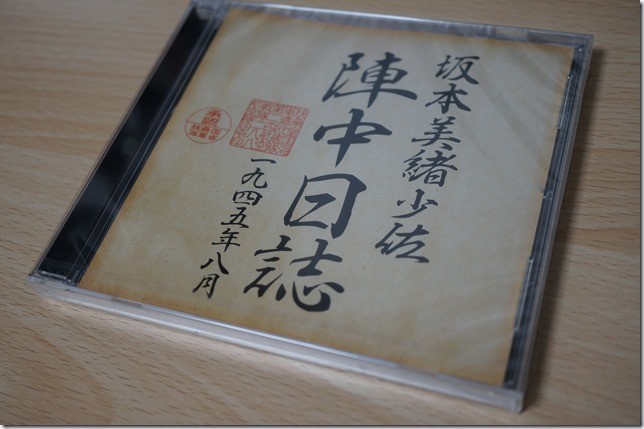 坂本美緒少佐
陣中日誌
一九四五年八月